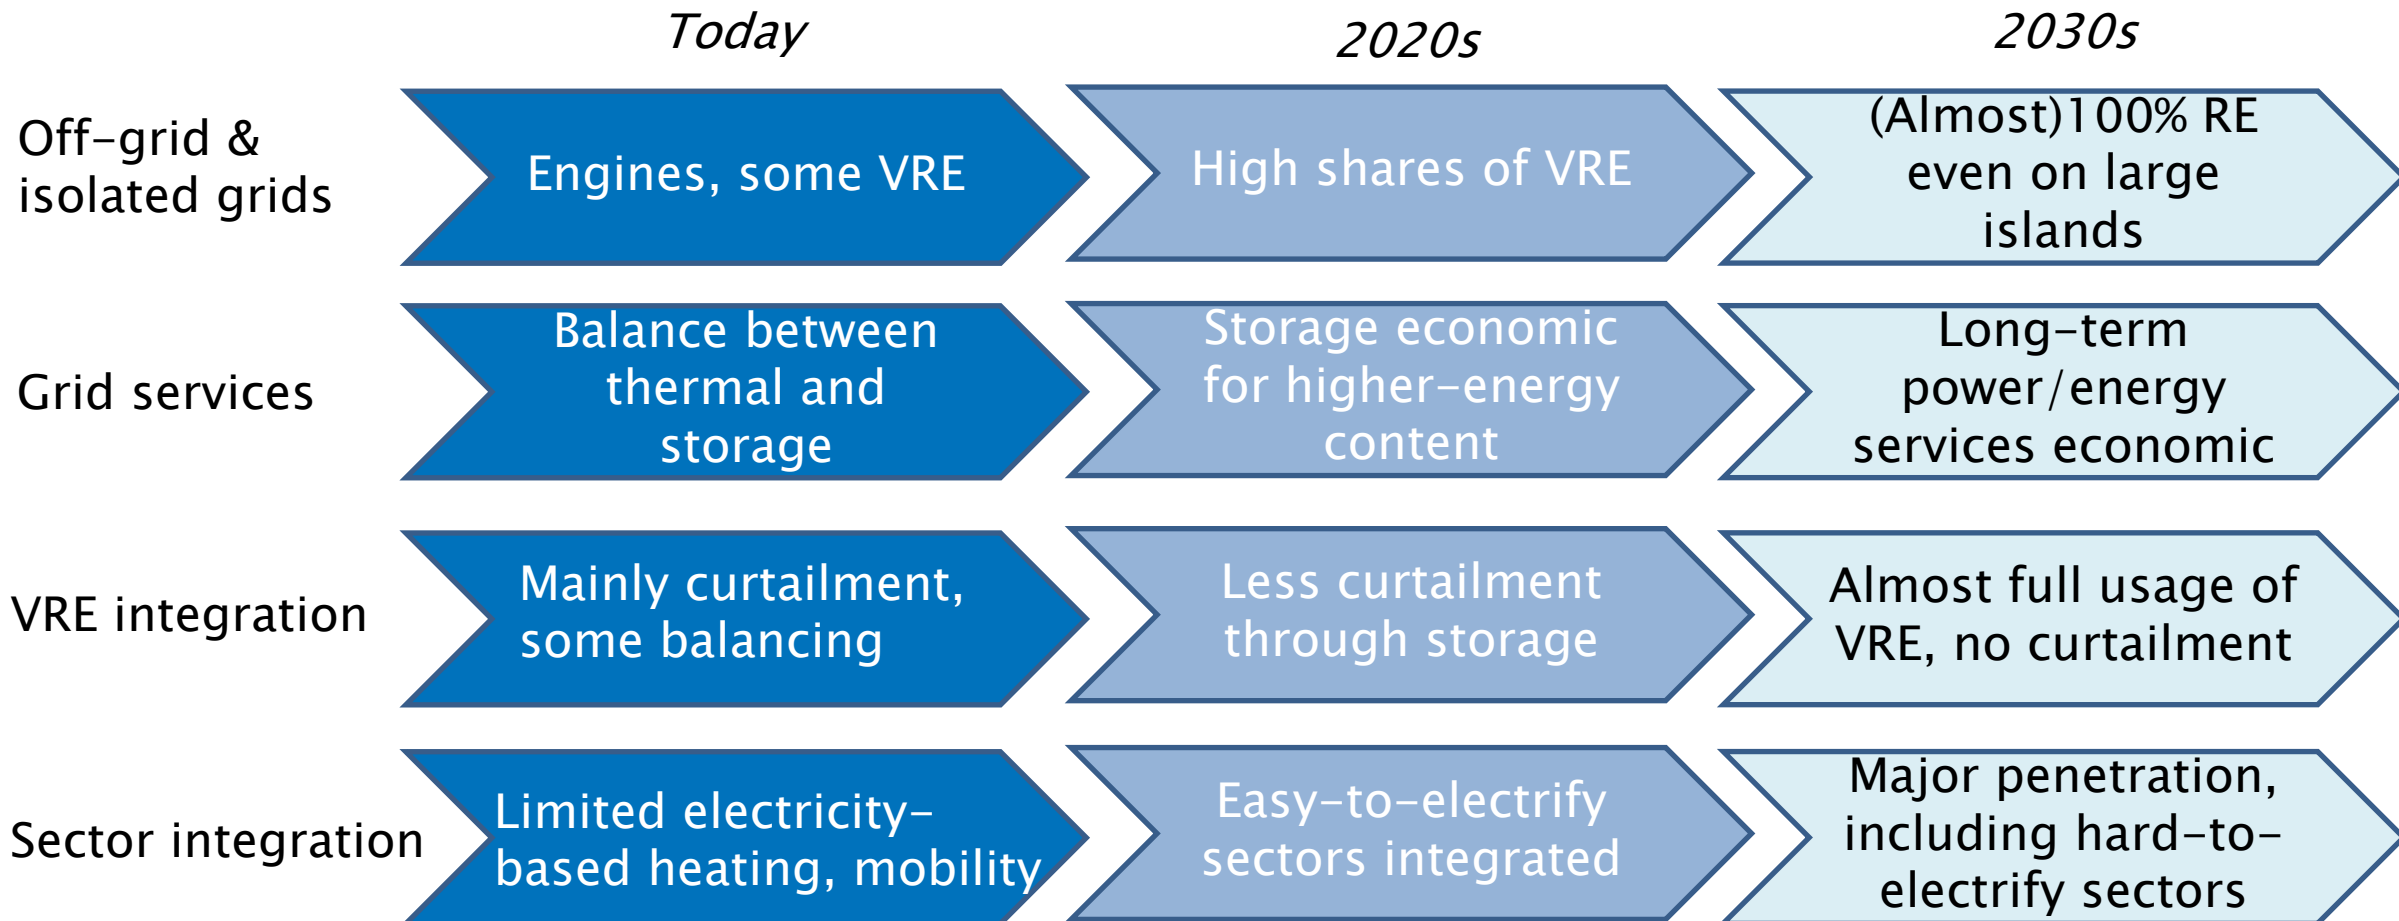 Today
2020s
2030s
Off-grid &
isolated grids
Engines, some VRE
High shares of VRE
(Almost)100% RE
even on large
islands
Grid services
Balance between
thermal and
storage
Storage economic
for higher-energy
content
Long-term
power/energy
services economic
VRE integration
Mainly curtailment,
some balancing
Less curtailment
through storage
Almost full usage of
VRE, no curtailment
Sector integration
Limited electricity-
based heating, mobility
Easy-to-electrify
sectors integrated
Major penetration,
including hard-to-
electrify sectors